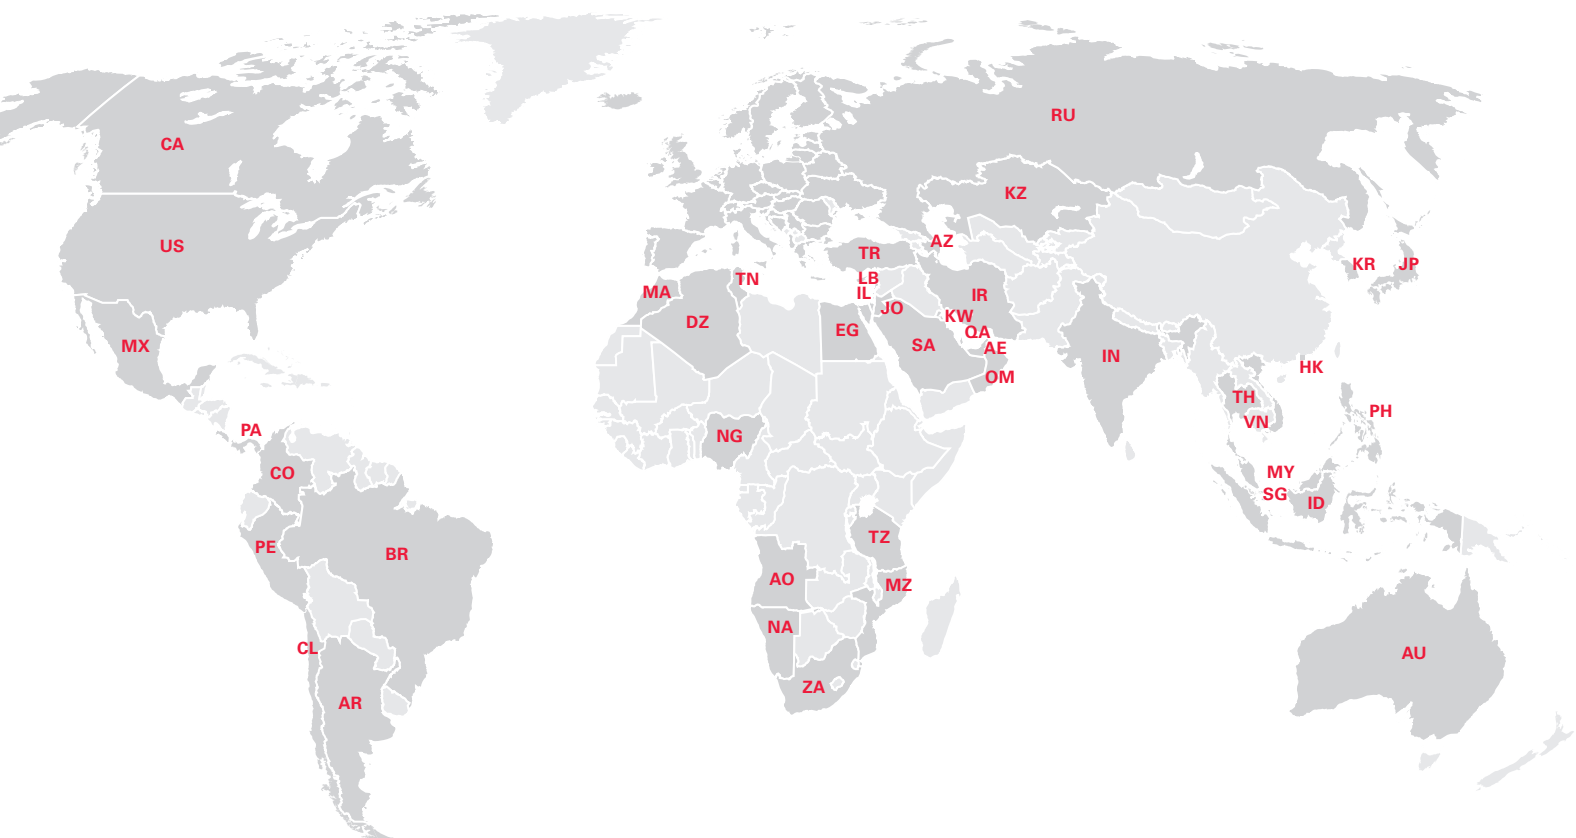 RU
CA
KZ
AZ
US
TR
KR
JP
LB
TN
IL
MA
IR
JO
KW
DZ
EG
QA
SA
MX
AE
IN
HK
OM
TH
PH
VN
PA
NG
CO
MY
SG
ID
TZ
PE
BR
AO
MZ
NA
CL
AU
ZA
AR